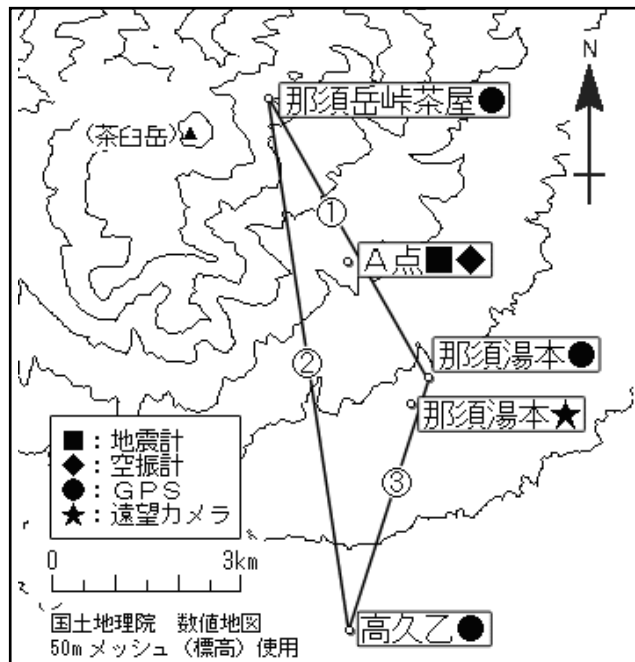 那須岳峠茶屋●
N
(茶臼岳)▲
①
A点■◆
②
那須湯本●
那須湯本★
③
■:地震計
◆:空振計
●:GPS
★:遠望カメラ
0 3km
国土地理院 数値地図
50mメッシュ(標高)使用
高久乙●